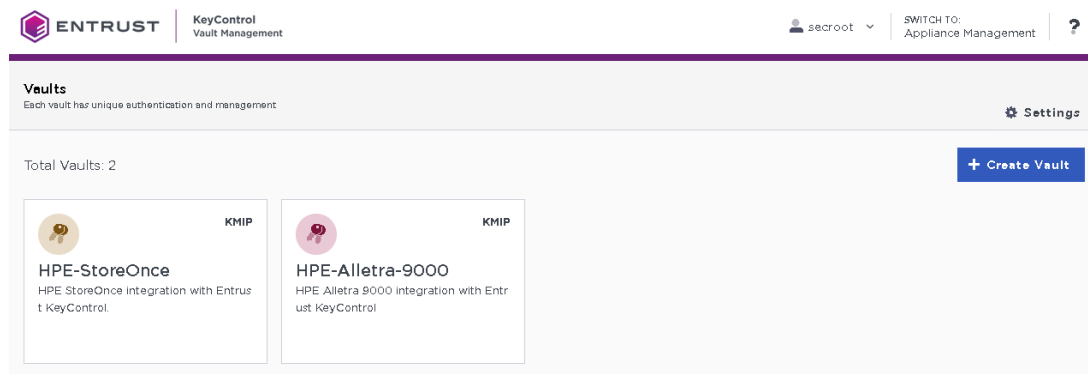 ENTRUST
KeyControl
Vault Management
secroot
SWITCH TO:
Appliance Management
?
Vaults
Each vault has unique authentication and management
Settings
Total Vaults: 2
+ Create Vault
KMIP
HPE-StoreOnce
HPE StoreOnce integration with Entrus
t KeyControl.
KMIP
HPE-Alletra-9000
HPE Alletra 9000 integration with Entr
ust KeyControl